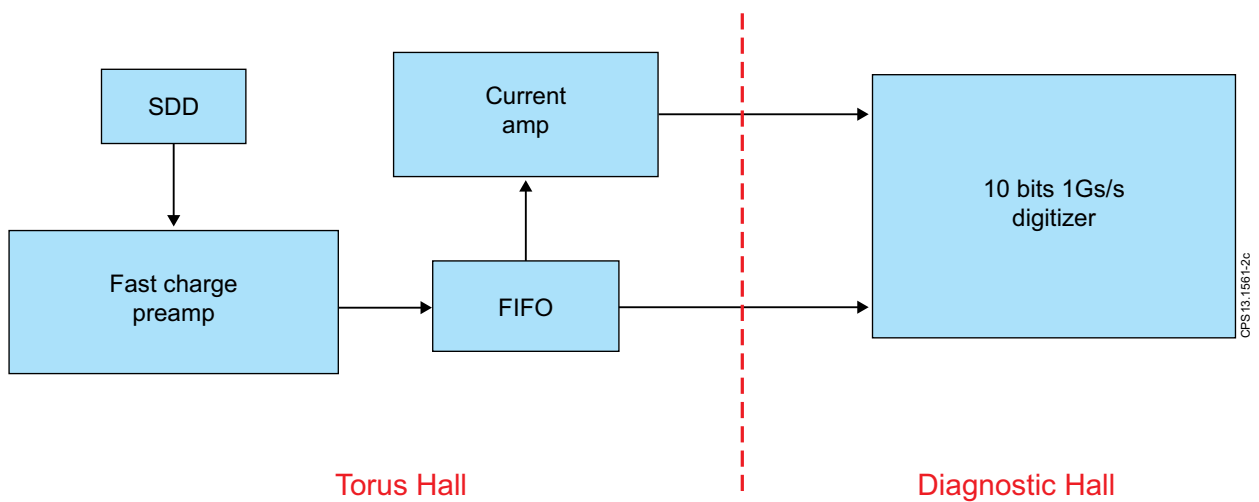 SDD
Current
amp
10 bits 1Gs/s
digitizer
Fast charge
preamp
FIFO
CPS13.1561-2c
Torus Hall
Diagnostic Hall